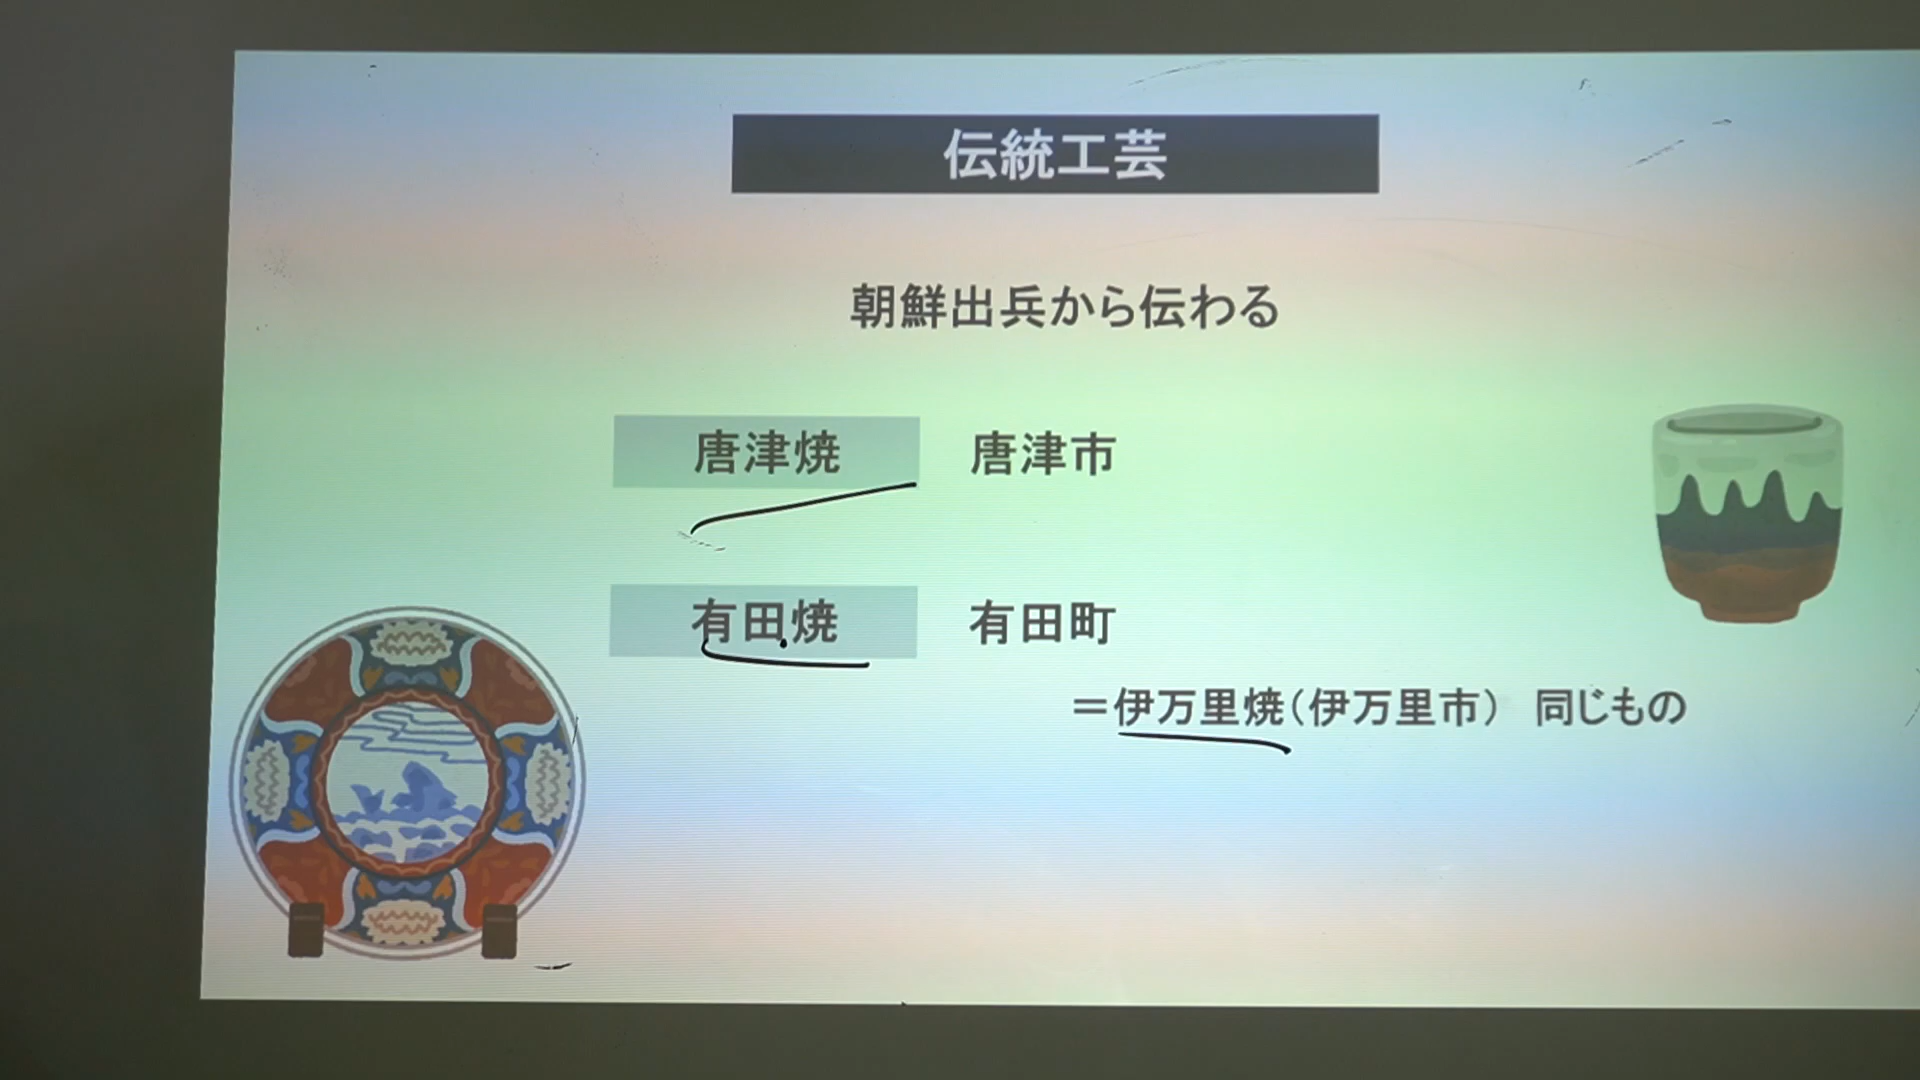 伝統工芸
朝鮮出兵から伝わる
唐津焼 唐津市
有田焼 有田町
＝伊万里焼（伊万里市） 同じもの